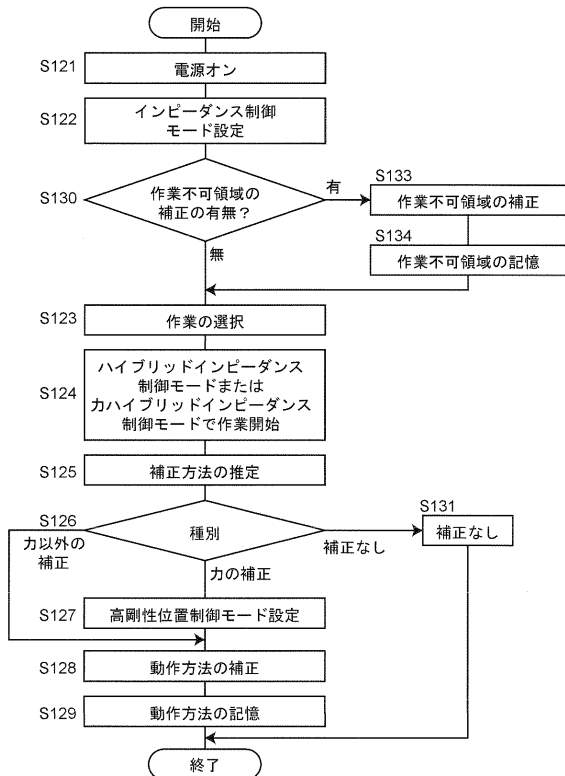 開始
S121
電源オン
S122
インピーダンス制御
モード設定
S130
作業不可領域の
補正の有無？
有
S133
作業不可領域の補正
S134
作業不可領域の記憶
無
S123
作業の選択
S124
ハイブリッドインピーダンス
制御モードまたは
力ハイブリッドインピーダンス
制御モードで作業開始
S125
補正方法の推定
S126
種別
力以外の
補正
補正なし
S131
補正なし
力の補正
S127
高剛性位置制御モード設定
S128
動作方法の補正
S129
動作方法の記憶
終了